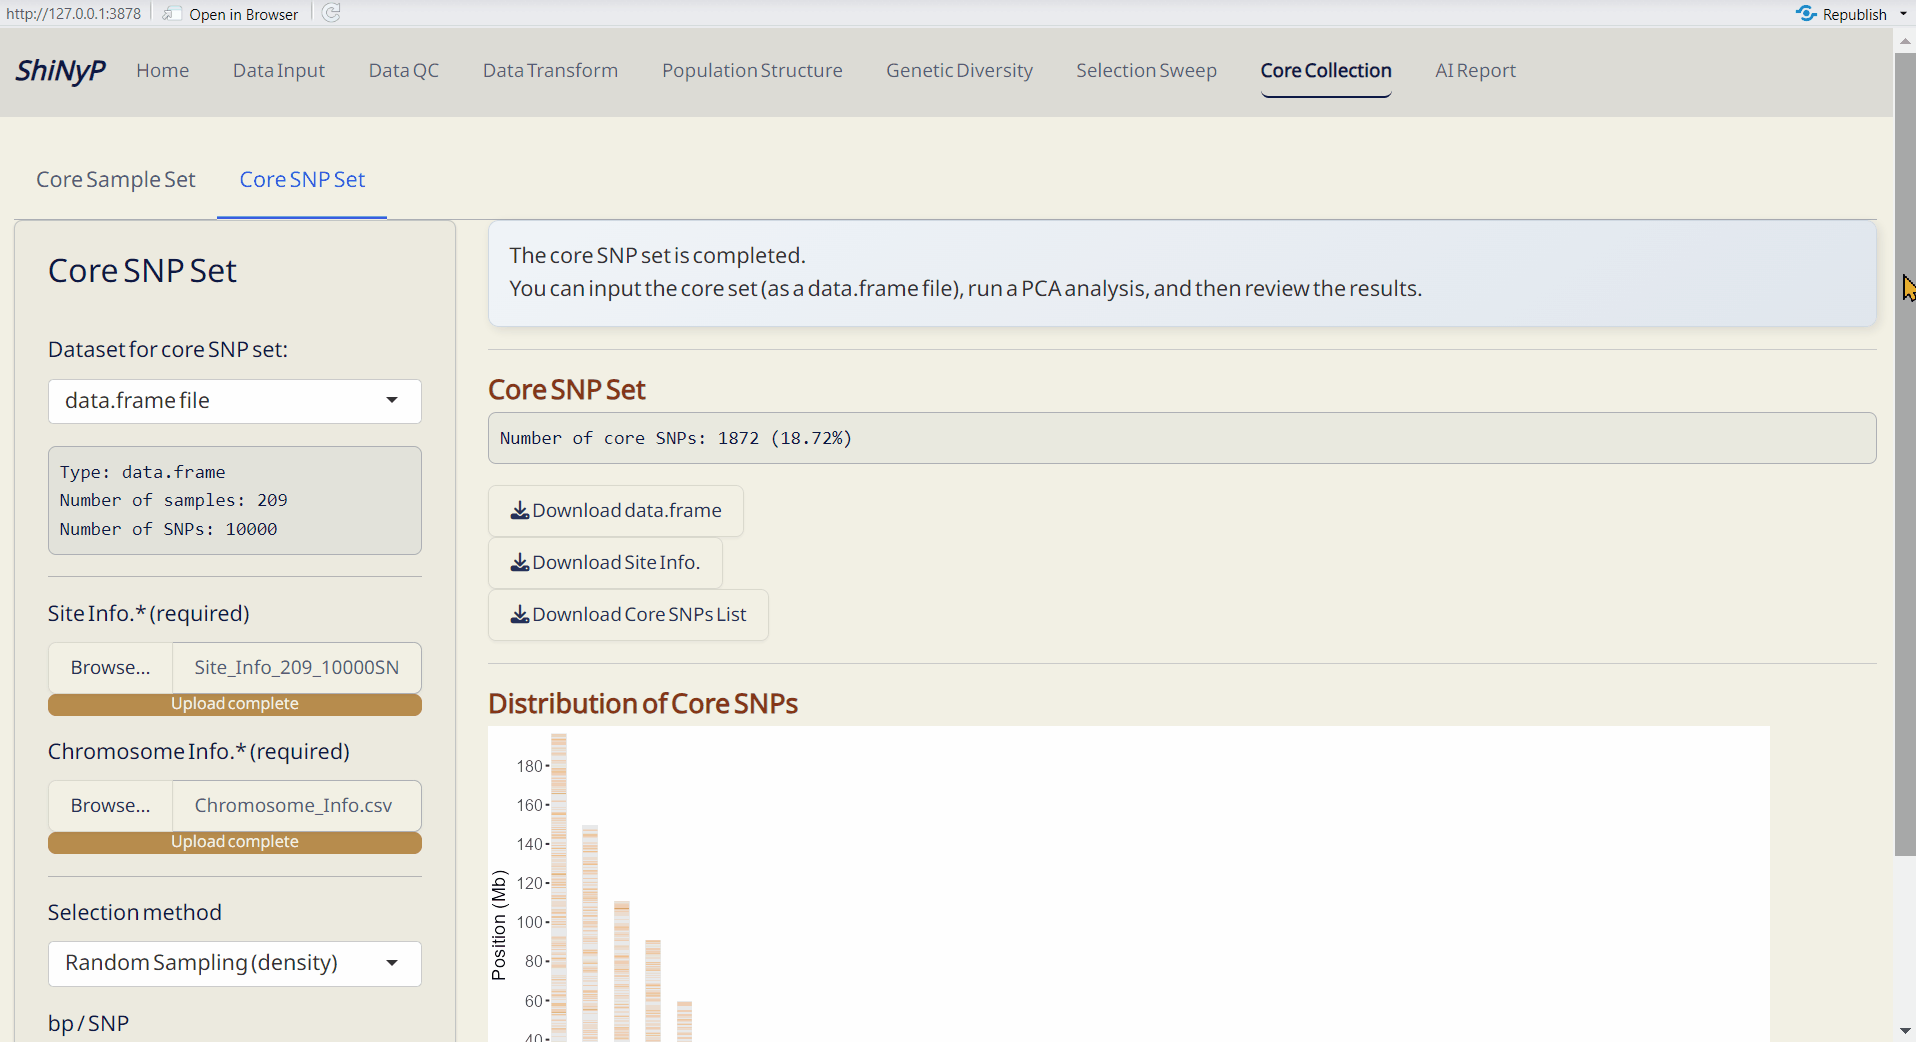 http://127.0.0.1:3878 Open in Browser Republish
ShiNyP Home Data Input Data QC Data Transform Population Structure Genetic Diversity Selection Sweep Core Collection AI Report
Core Sample Set Core SNP Set
Core SNP Set
Dataset for core SNP set:
data.frame file
Type: data.frame
Number of samples: 209
Number of SNPs: 10000
Site Info.* (required)
Browse... Site_Info_209_10000SN
Upload complete
Chromosome Info.* (required)
Browse... Chromosome_Info.csv
Upload complete
Selection method
Random Sampling (density)
bp / SNP
The core SNP set is completed.
You can input the core set (as a data.frame file), run a PCA analysis, and then review the results.
Core SNP Set
Number of core SNPs: 1872 (18.72%)
Download data.frame
Download Site Info.
Download Core SNPs List
Distribution of Core SNPs
Position (Mb)
180
160
140
120
100
80
60
40